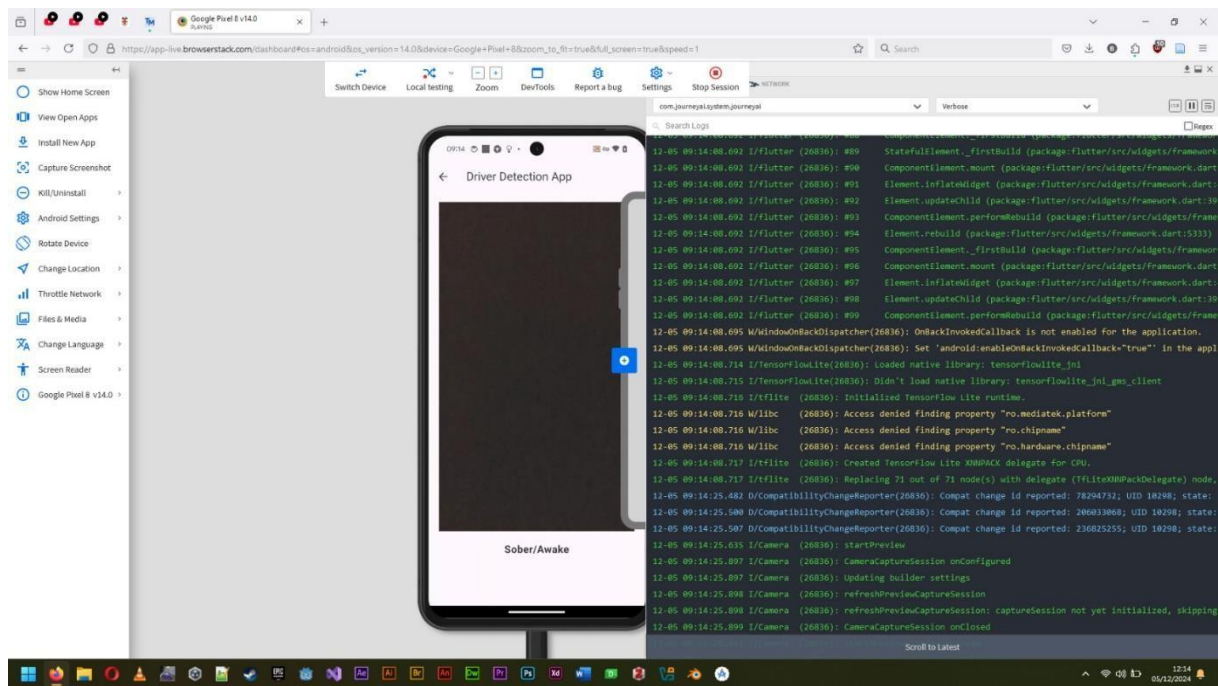 Google Pixel 8 v14.0
PLAYING
https://app-live.browserstack.com/dashboard#os=android&os_version=14.0&device=Google+Pixel+8&zoom_to_fit=true&full_screen=true&speed=1
Search
Show Home Screen
View Open Apps
Install New App
Capture Screenshot
Kill/Uninstall
Android Settings
Rotate Device
Change Location
Throttle Network
Files & Media
Change Language
Screen Reader
Google Pixel 8 v14.0
Switch Device
Local testing
Zoom
DevTools
Report a bug
Settings
Stop Session
NETWORK
com.journeyai.system.journeyai
Verbose
Search Logs
Regex
09:14
Driver Detection App
Sober/Awake
12-05 09:14:08.692 I/flutter (26836): #89 StatefulElement._firstBuild (package:flutter/src/widgets/framework
12-05 09:14:08.692 I/flutter (26836): #90 ComponentElement.mount (package:flutter/src/widgets/framework.dart
12-05 09:14:08.692 I/flutter (26836): #91 Element.inflateWidget (package:flutter/src/widgets/framework.dart:
12-05 09:14:08.692 I/flutter (26836): #92 Element.updateChild (package:flutter/src/widgets/framework.dart:39
12-05 09:14:08.692 I/flutter (26836): #93 ComponentElement.performRebuild (package:flutter/src/widgets/frame
12-05 09:14:08.692 I/flutter (26836): #94 Element.rebuild (package:flutter/src/widgets/framework.dart:5333)
12-05 09:14:08.692 I/flutter (26836): #95 ComponentElement._firstBuild (package:flutter/src/widgets/framewor
12-05 09:14:08.692 I/flutter (26836): #96 ComponentElement.mount (package:flutter/src/widgets/framework.dart
12-05 09:14:08.692 I/flutter (26836): #97 Element.inflateWidget (package:flutter/src/widgets/framework.dart:
12-05 09:14:08.692 I/flutter (26836): #98 Element.updateChild (package:flutter/src/widgets/framework.dart:39
12-05 09:14:08.692 I/flutter (26836): #99 ComponentElement.performRebuild (package:flutter/src/widgets/frame
12-05 09:14:08.695 W/WindowOnBackDispatcher(26836): OnBackInvokedCallback is not enabled for the application.
12-05 09:14:08.695 W/WindowOnBackDispatcher(26836): Set 'android:enableOnBackInvokedCallback="true"' in the appl
12-05 09:14:08.714 I/TensorFlowLite(26836): Loaded native library: tensorflowlite_jni
12-05 09:14:08.715 I/TensorFlowLite(26836): Didn't load native library: tensorflowlite_jni_gms_client
12-05 09:14:08.716 I/tflite (26836): Initialized TensorFlow Lite runtime.
12-05 09:14:08.716 W/libc (26836): Access denied finding property "ro.mediatek.platform"
12-05 09:14:08.716 W/libc (26836): Access denied finding property "ro.chipname"
12-05 09:14:08.716 W/libc (26836): Access denied finding property "ro.hardware.chipname"
12-05 09:14:08.717 I/tflite (26836): Created TensorFlow Lite XNNPACK delegate for CPU.
12-05 09:14:08.717 I/tflite (26836): Replacing 71 out of 71 node(s) with delegate (TfLiteXNNPackDelegate) node,
12-05 09:14:25.482 D/CompatibilityChangeReporter(26836): Compat change id reported: 78294732; UID 10298; state:
12-05 09:14:25.500 D/CompatibilityChangeReporter(26836): Compat change id reported: 206033068; UID 10298; state:
12-05 09:14:25.507 D/CompatibilityChangeReporter(26836): Compat change id reported: 236825255; UID 10298; state:
12-05 09:14:25.635 I/Camera (26836): startPreview
12-05 09:14:25.897 I/Camera (26836): CameraCaptureSession onConfigured
12-05 09:14:25.897 I/Camera (26836): Updating builder settings
12-05 09:14:25.898 I/Camera (26836): refreshPreviewCaptureSession
12-05 09:14:25.898 I/Camera (26836): refreshPreviewCaptureSession: captureSession not yet initialized, skipping
12-05 09:14:25.899 I/Camera (26836): CameraCaptureSession onClosed
Scroll to Latest
12:14
05/12/2024